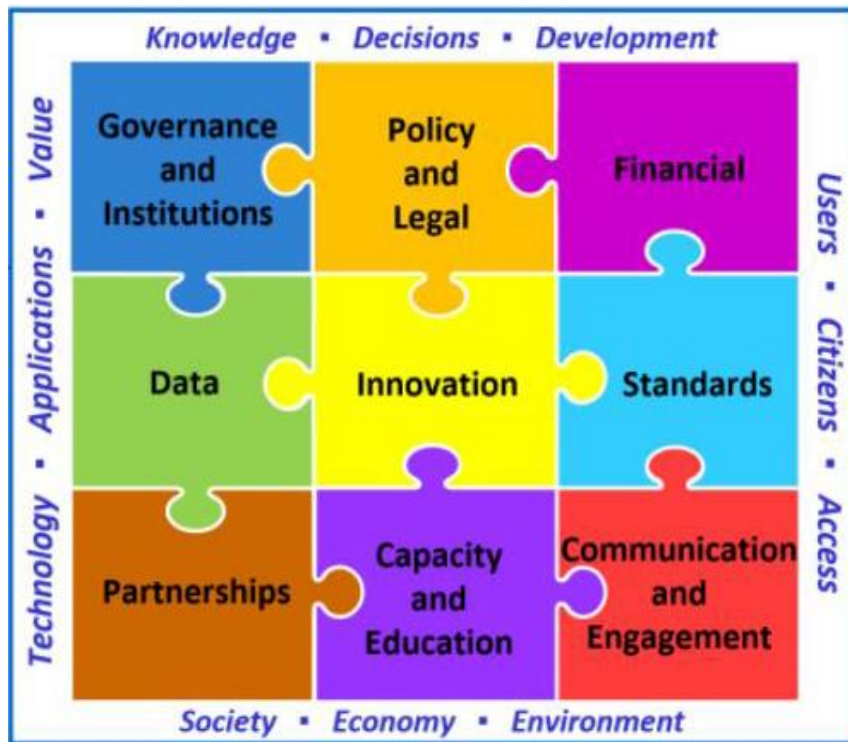 Knowledge ▪ Decisions ▪ Development
Technology ▪ Applications ▪ Value
Governance
and
Institutions
Policy
and
Legal
Financial
Users ▪ Citizens ▪ Access
Data
Innovation
Standards
Partnerships
Capacity
and
Education
Communication
and
Engagement
Society ▪ Economy ▪ Environment